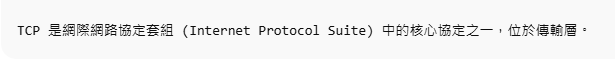 TCP 是網際網路協定套組 (Internet Protocol Suite) 中的核心協定之一，位於傳輸層。